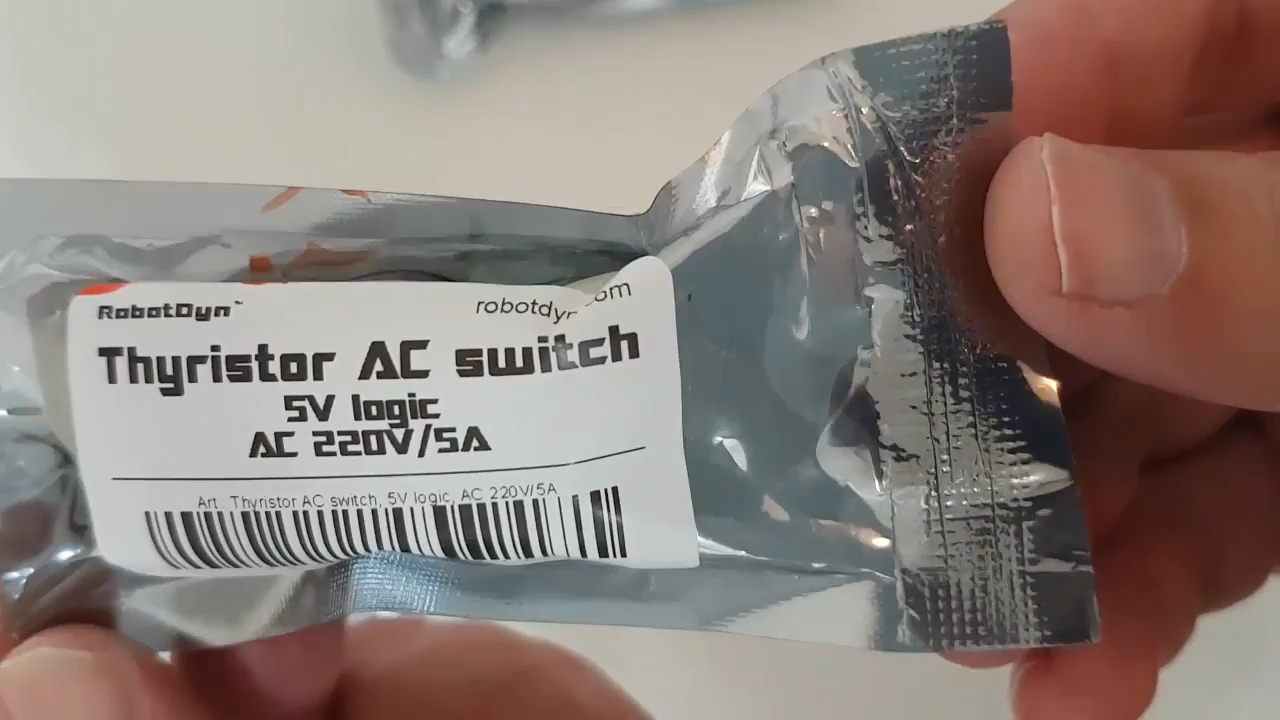 RobotDyn™
Thyristor AC switch
5V logic
AC 220V/5A
Art.: Thyristor AC switch, 5V logic, AC 220V/5A